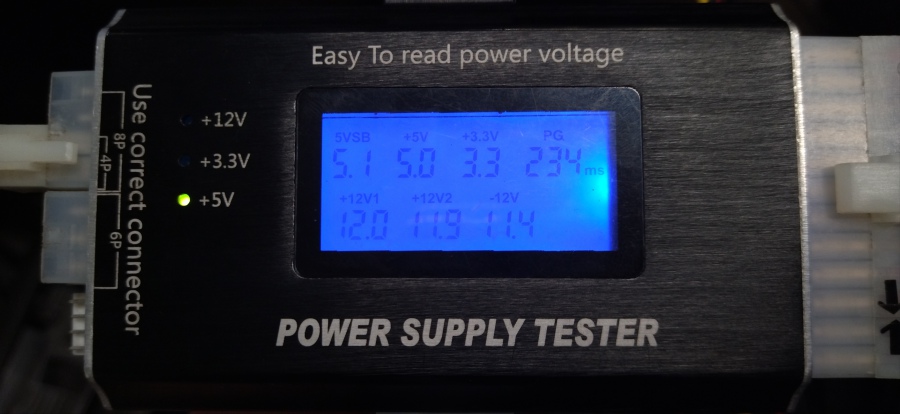 Easy To read power voltage
Use correct connector
8P
4P
6P
+12V
+3.3V
+5V
5VSB +5V +3.3V PG
5.1 5.0 3.3 234 ms
+12V1 +12V2 -12V
12.0 11.9 11.4
POWER SUPPLY TESTER